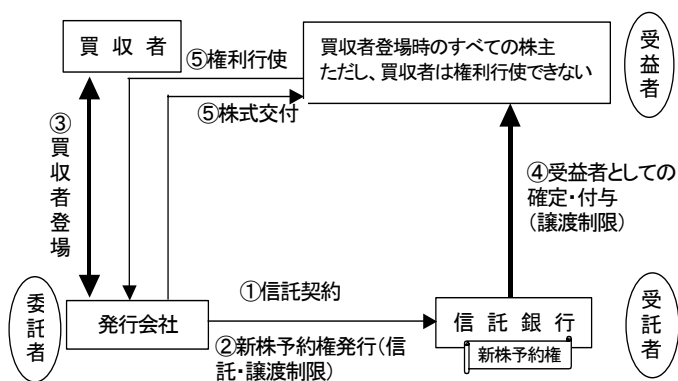 買収者
⑤権利行使
買収者登場時のすべての株主
ただし、買収者は権利行使できない
受益者
⑤株式交付
③買収者登場
④受益者としての
確定・付与
(譲渡制限)
委託者
発行会社
①信託契約
②新株予約権発行(信
託・譲渡制限)
信託銀行
新株予約権
受託者